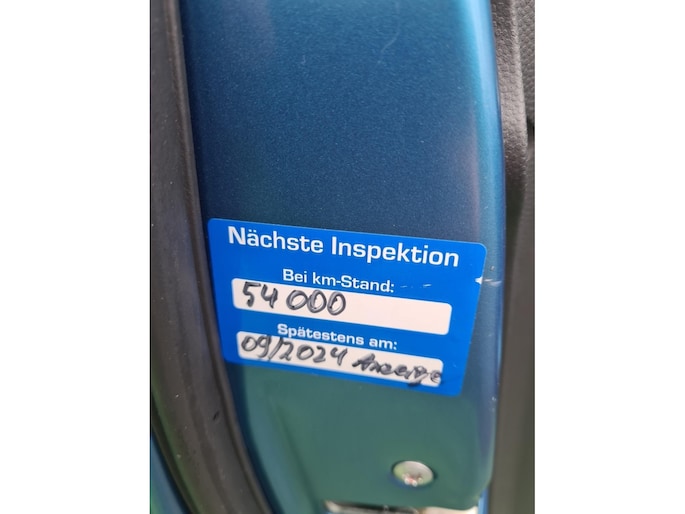 Nächste Inspektion
Bei km-Stand:
54000
Spätestens am:
09/2024 Anzeige